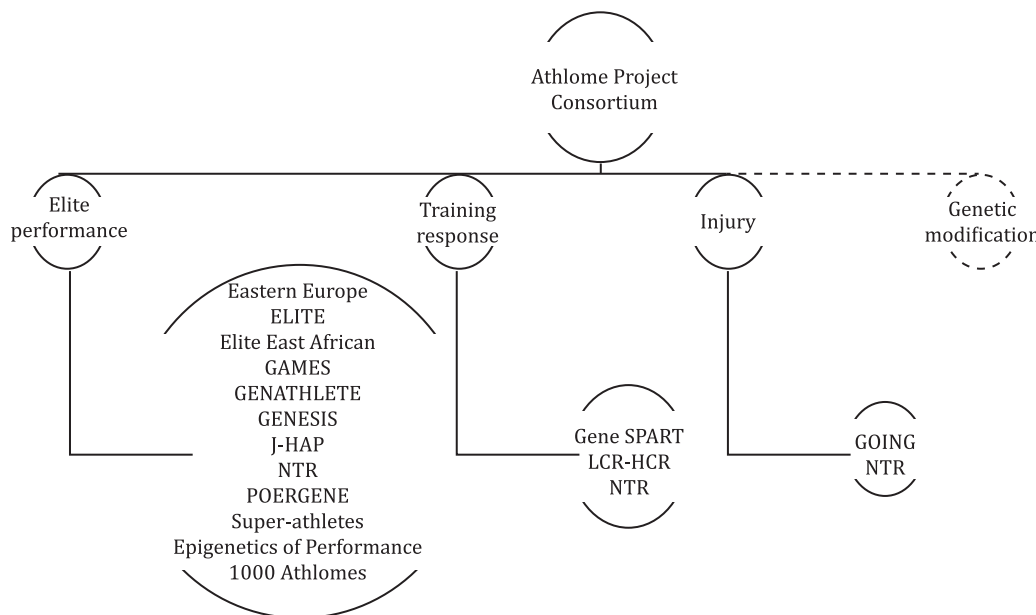 Athlome Project
Consortium
Elite
performance
Training
response
Injury
Genetic
modification
Eastern Europe
ELITE
Elite East African
GAMES
GENATHLETE
GENESIS
J-HAP
NTR
POERGENE
Super-athletes
Epigenetics of Performance
1000 Athlomes
Gene SPART
LCR-HCR
NTR
GOING
NTR